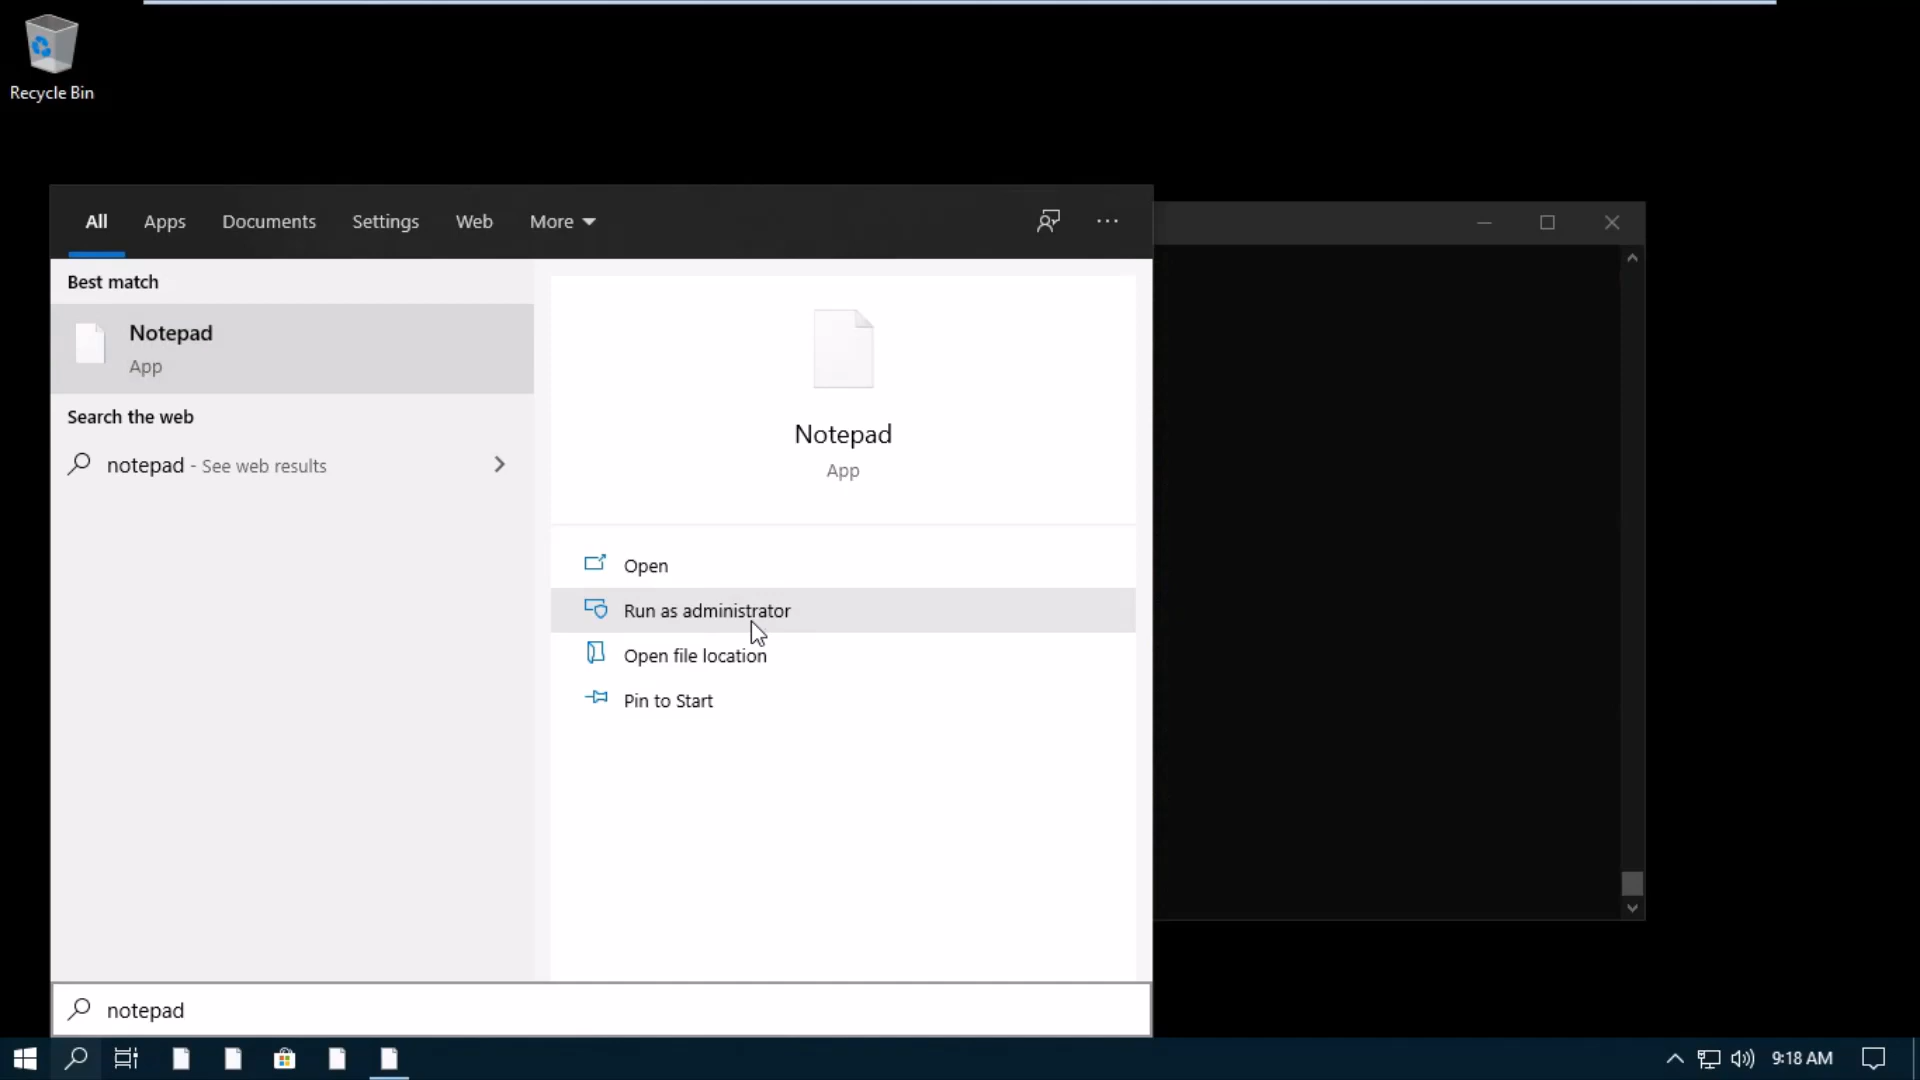 Recycle Bin
All Apps Documents Settings Web More
Best match
Notepad
App
Search the web
notepad - See web results
Notepad
App
Open
Run as administrator
Open file location
Pin to Start
notepad
9:18 AM